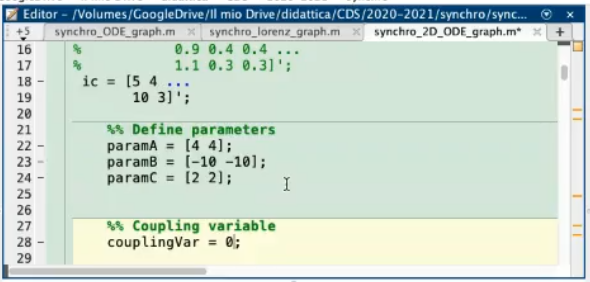 Editor - /Volumes/GoogleDrive/Il mio Drive/didattica/CDS/2020-2021/synchro/sync...
+5 synchro_ODE_graph.m synchro_lorenz_graph.m synchro_2D_ODE_graph.m* +
16 % 0.9 0.4 0.4 ...
17 % 1.1 0.3 0.3]';
18 - ic = [5 4 ...
19 10 3]';
20
21 %% Define parameters
22 - paramA = [4 4];
23 - paramB = [-10 -10];
24 - paramC = [2 2];
25
26
27 %% Coupling variable
28 - couplingVar = 0;
29